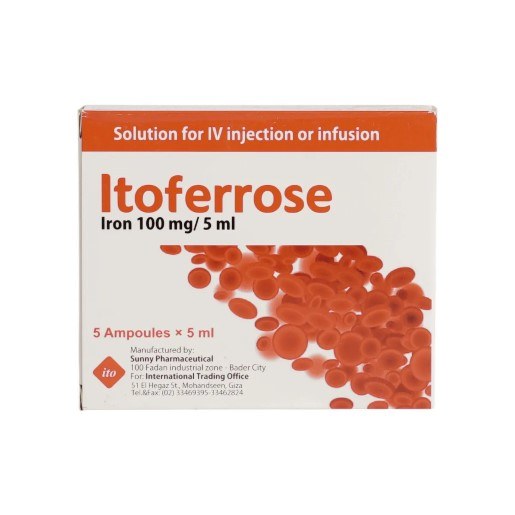 Solution for IV injection or infusion
Itoferrose
Iron 100 mg/ 5 ml
5 Ampoules × 5 ml
Manufactured by:
Sunny Pharmaceutical
100 Fadan industrial zone - Bader City
For: International Trading Office
51 El Hegaz St., Mohandseen, Giza
Tel.&Fax: (02) 33469395-33462824
ito